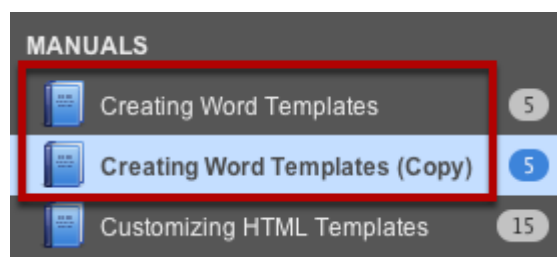 MANUALS
Creating Word Templates 5
Creating Word Templates (Copy) 5
Customizing HTML Templates 15